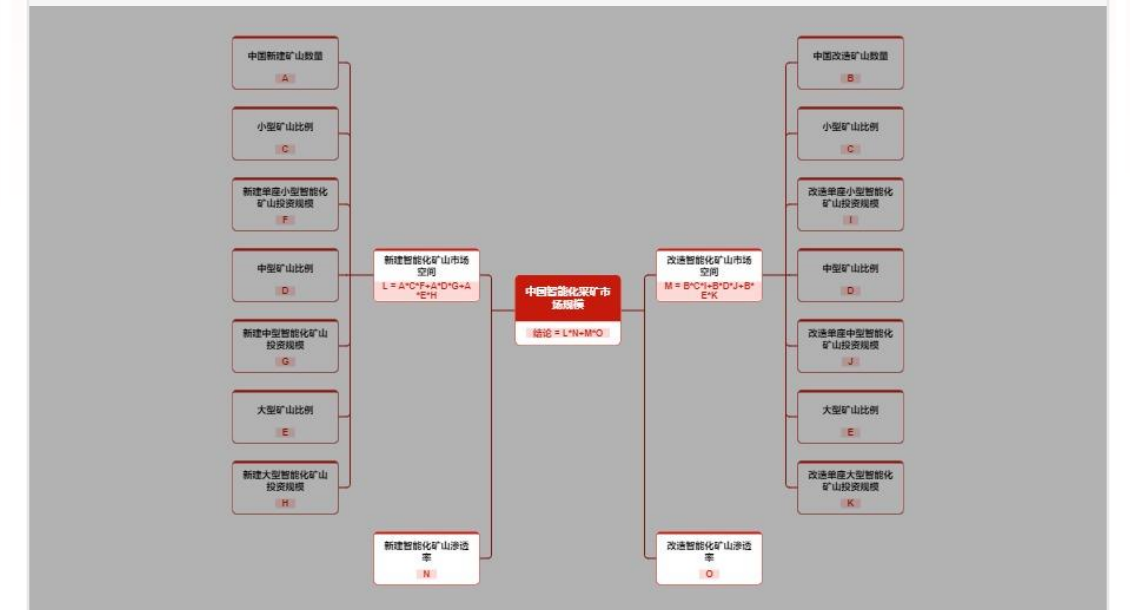 中国新建矿山数量
A
小型矿山比例
C
新建单座小型智能化
矿山投资规模
F
中型矿山比例
D
新建中型智能化矿山
投资规模
G
大型矿山比例
E
新建大型智能化矿山
投资规模
H
新建智能化矿山市场
空间
L = A*C*F+A*D*G+A
*E*H
新建智能化矿山渗透
率
N
中国智能化采矿市
场规模
结论 = L*N+M*O
改造智能化矿山市场
空间
M = B*C*I+B*D*J+B*
E*K
改造智能化矿山渗透
率
O
中国改造矿山数量
B
小型矿山比例
C
改造单座小型智能化
矿山投资规模
I
中型矿山比例
D
改造单座中型智能化
矿山投资规模
J
大型矿山比例
E
改造单座大型智能化
矿山投资规模
K